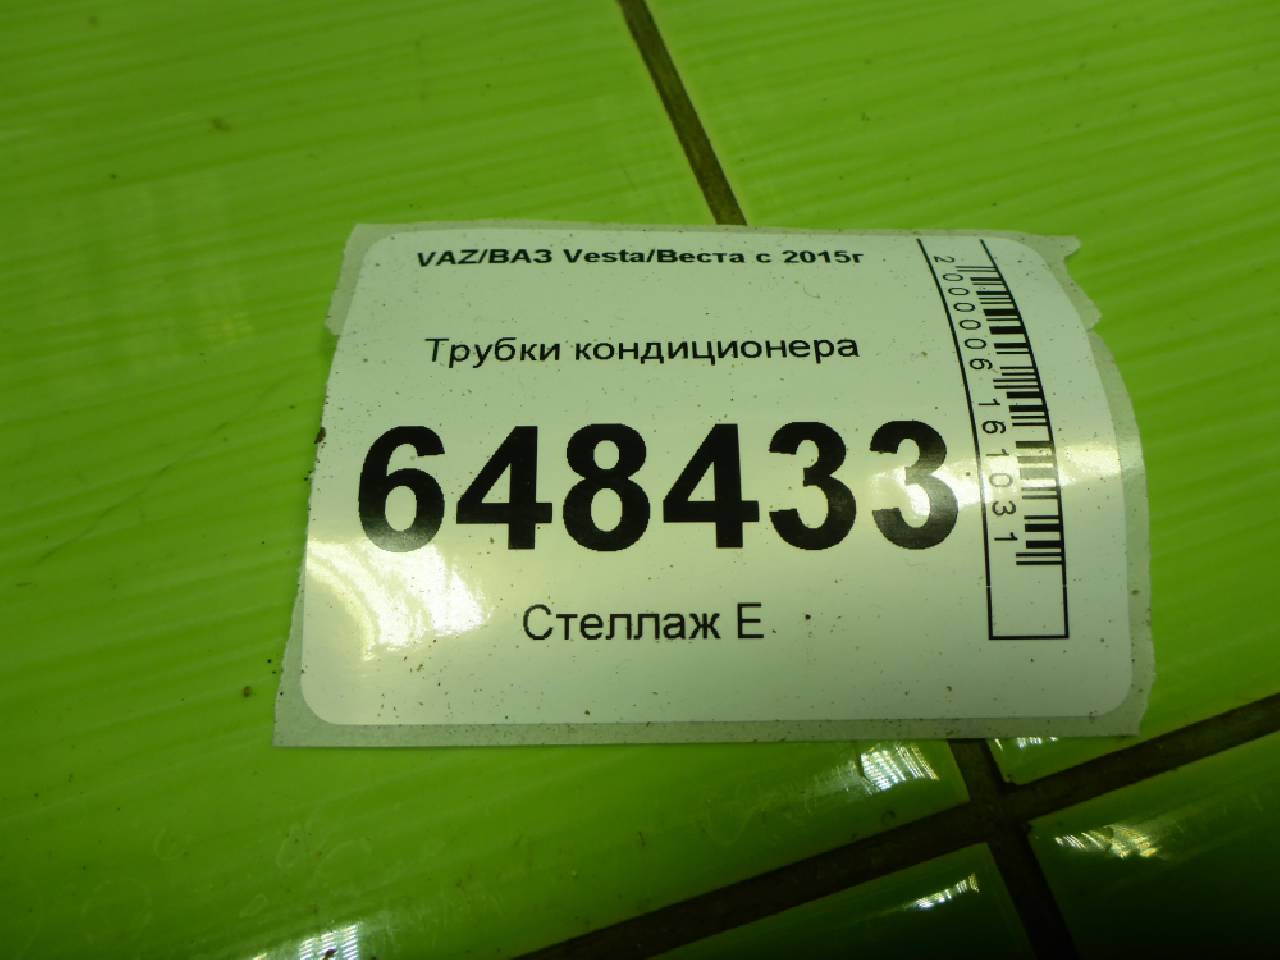 VAZ/ВАЗ Vesta/Веста с 2015г
Трубки кондиционера
648433
Стеллаж Е
2000006161031